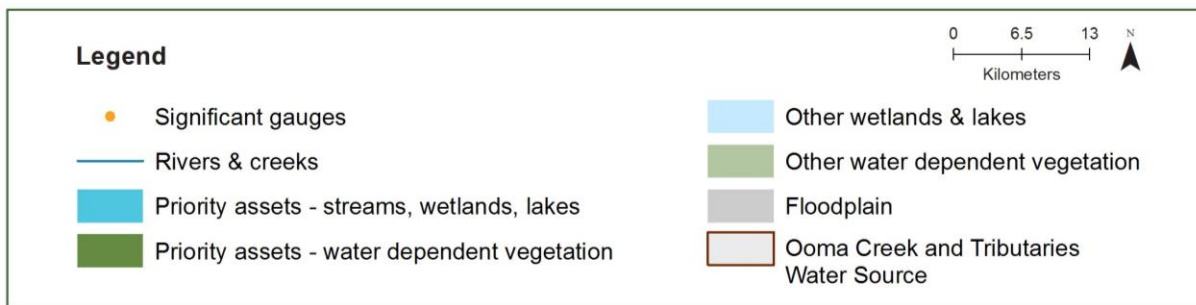 Legend
0 6.5 13
Kilometers
N
Significant gauges
Rivers & creeks
Priority assets - streams, wetlands, lakes
Priority assets - water dependent vegetation
Other wetlands & lakes
Other water dependent vegetation
Floodplain
Ooma Creek and Tributaries
Water Source